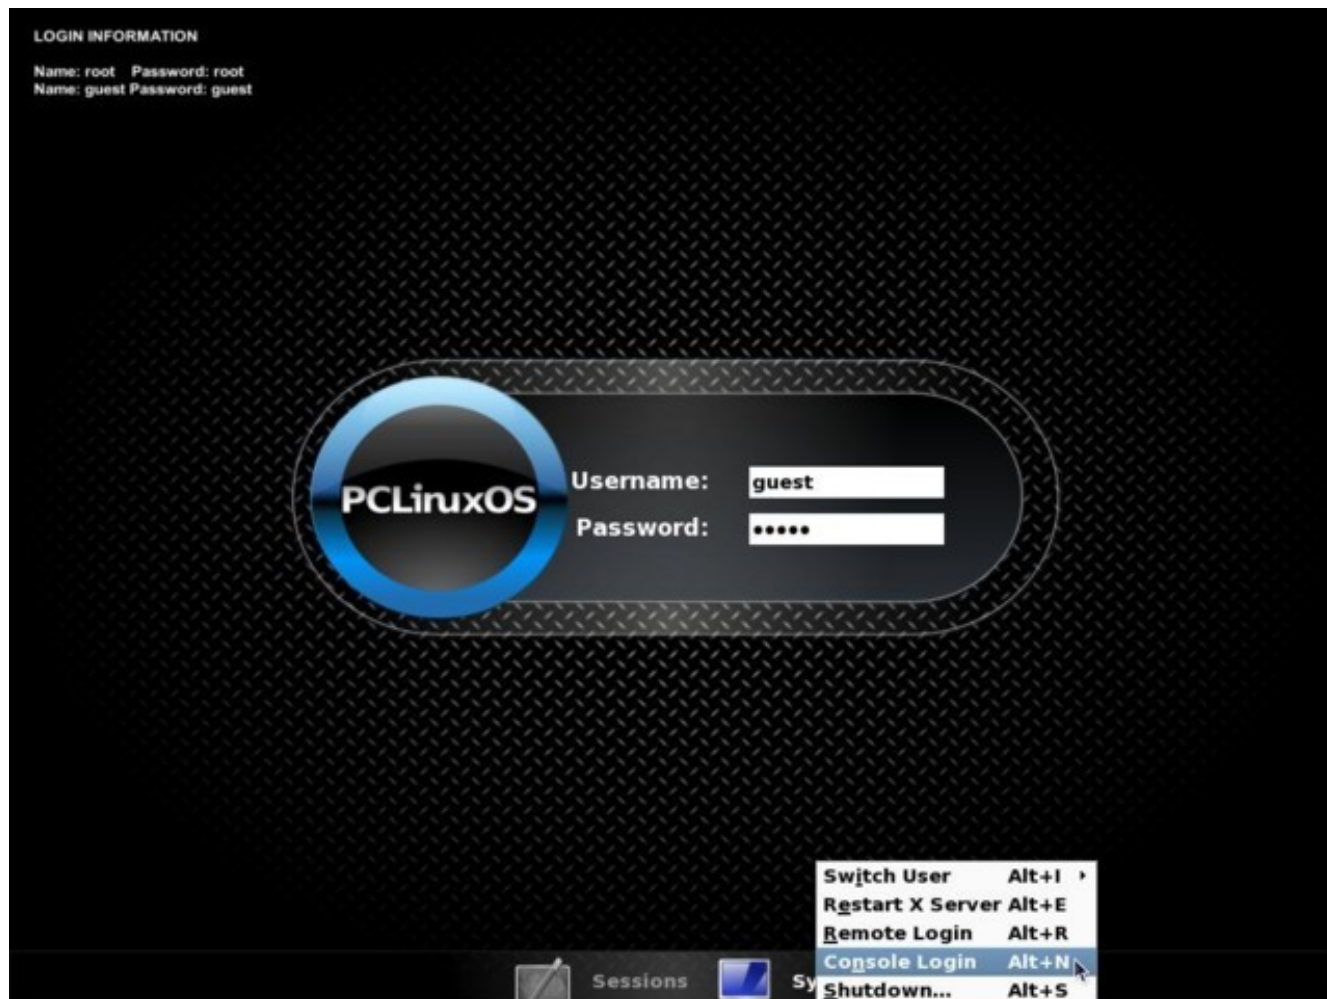 LOGIN INFORMATION
Name: root Password: root
Name: guest Password: guest
PCLinuxOS
Username: guest
Password: •••••
Switch User Alt+I
Restart X Server Alt+E
Remote Login Alt+R
Console Login Alt+N
Shutdown... Alt+S
Sessions
Sy